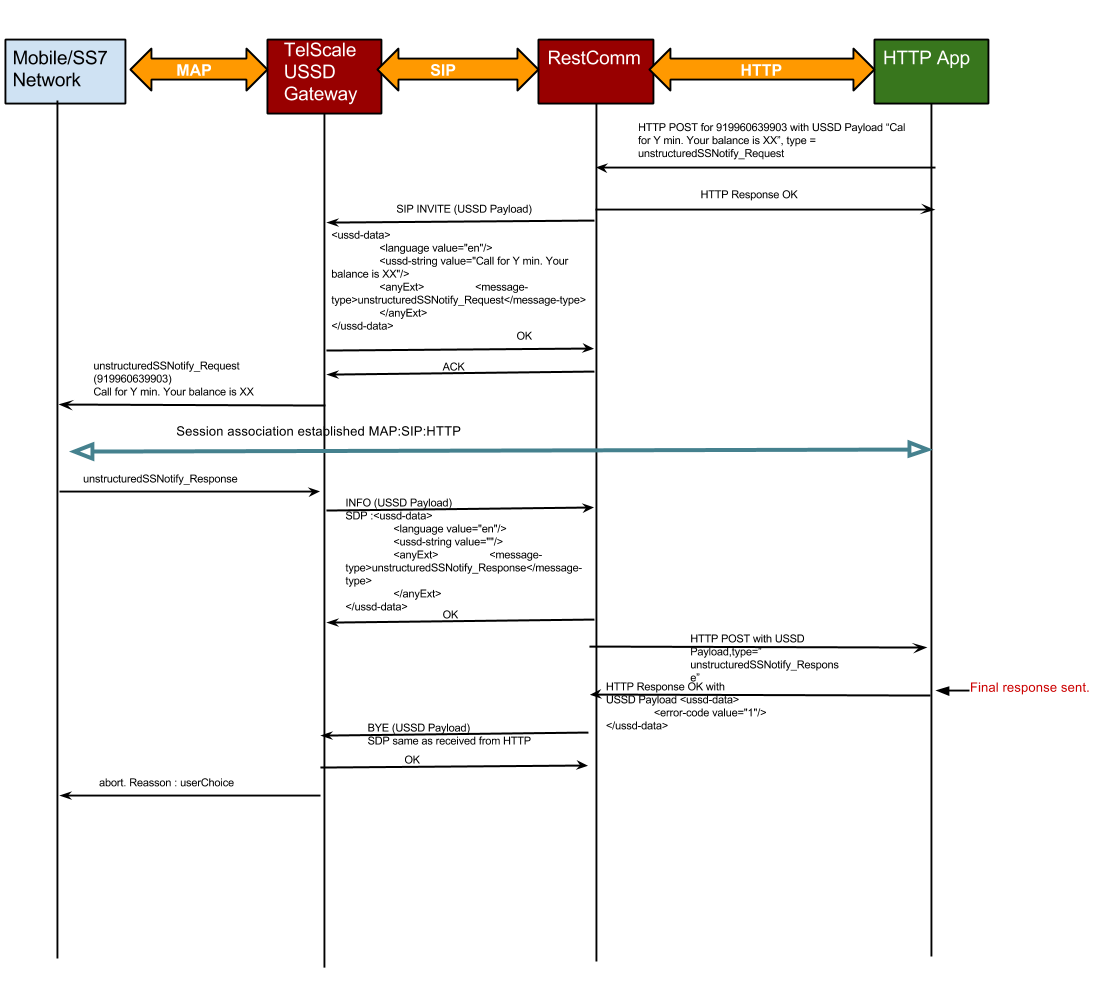 Mobile/SS7
Network
MAP
TelScale
USSD
Gateway
SIP
RestComm
HTTP
HTTP App
HTTP POST for 919960639903 with USSD Payload “Cal
for Y min. Your balance is XX”, type =
unstructuredSSNotify_Request
HTTP Response OK
SIP INVITE (USSD Payload)
<ussd-data>
<language value="en"/>
<ussd-string value="Call for Y min. Your
balance is XX"/>
<anyExt> <message-
type>unstructuredSSNotify_Request</message-type>
</anyExt>
</ussd-data>
OK
ACK
unstructuredSSNotify_Request
(919960639903)
Call for Y min. Your balance is XX
Session association established MAP:SIP:HTTP
unstructuredSSNotify_Response
INFO (USSD Payload)
SDP :<ussd-data>
<language value="en"/>
<ussd-string value=""/>
<anyExt> <message-
type>unstructuredSSNotify_Response</message-
type>
</anyExt>
</ussd-data>
OK
HTTP POST with USSD
Payload,type=”
unstructuredSSNotify_Respons
e”
HTTP Response OK with
USSD Payload <ussd-data>
<error-code value="1"/>
</ussd-data>
Final response sent.
BYE (USSD Payload)
SDP same as received from HTTP
OK
abort. Reasson : userChoice